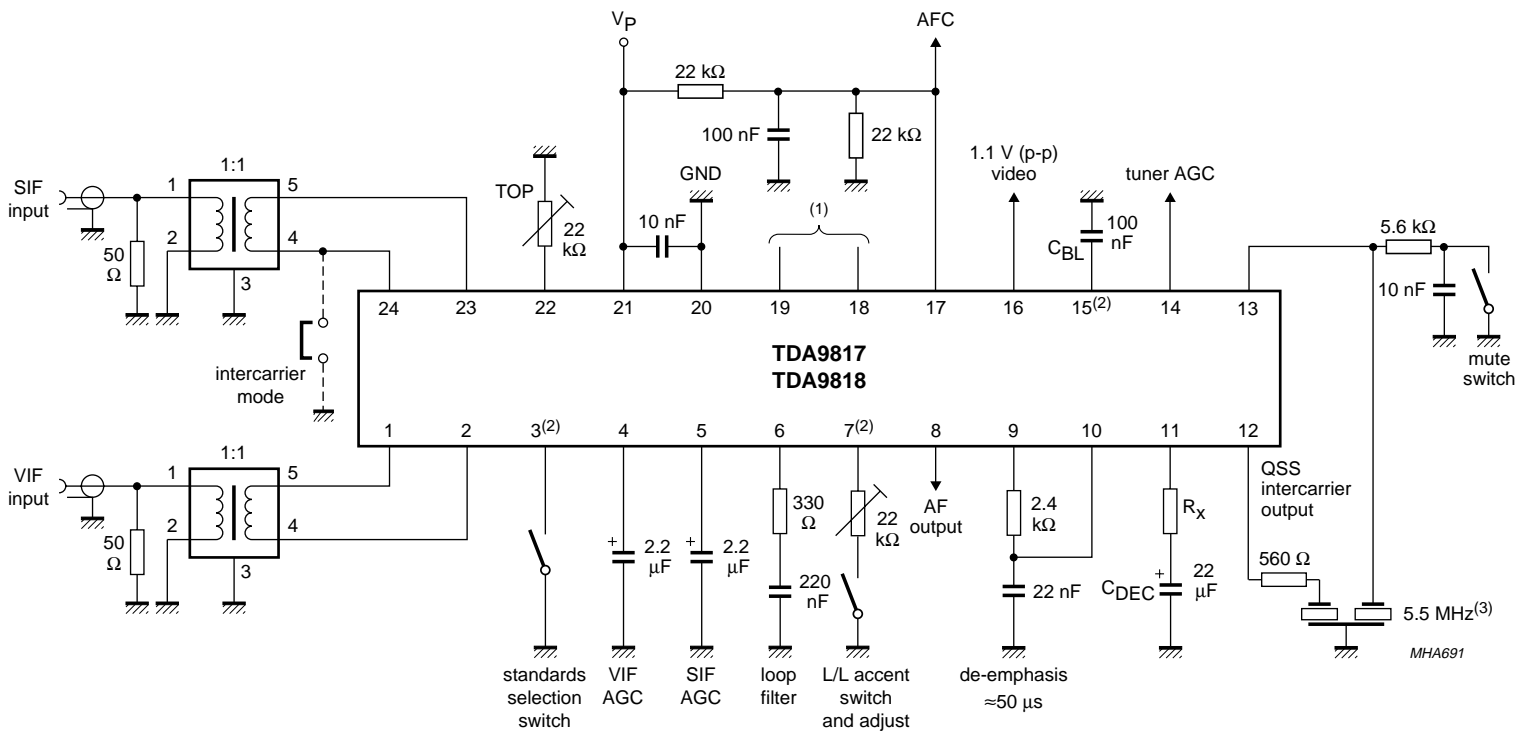 V_P
AFC
22 kΩ
100 nF
22 kΩ
1.1 V (p-p)
video
tuner AGC
1:1
SIF
input
1
5
2
4
3
50
Ω
TOP
22
kΩ
GND
10 nF
(1)
C_BL
100
nF
5.6 kΩ
10 nF
mute
switch
intercarrier
mode
24 23 22 21 20 19 18 17 16 15(2) 14 13
TDA9817
TDA9818
1 2 3(2) 4 5 6 7(2) 8 9 10 11 12
1:1
VIF
input
1
5
2
4
3
50
Ω
+
2.2
μF
+
2.2
μF
330
Ω
220
nF
22
kΩ
AF
output
2.4
kΩ
22 nF
R_x
C_DEC
+
22
μF
QSS
intercarrier
output
560 Ω
5.5 MHz(3)
MHA691
standards
selection
switch
VIF
AGC
SIF
AGC
loop
filter
L/L accent
switch
and adjust
de-emphasis
≈50 μs